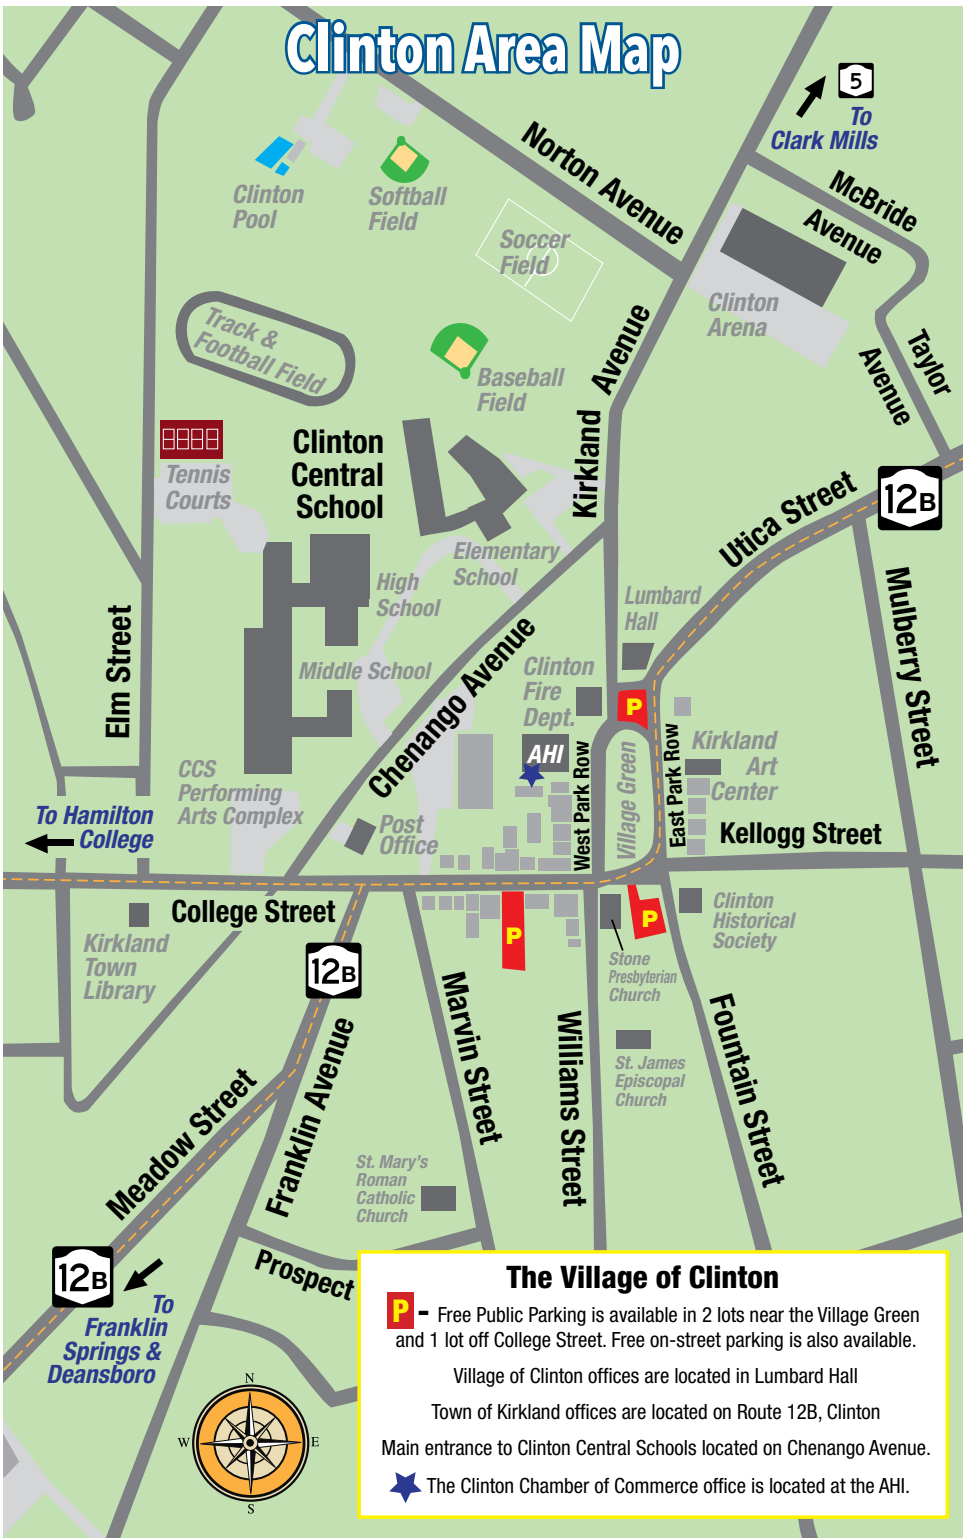 Clinton Area Map
5
To
Clark Mills
Norton Avenue
McBride
Avenue
Clinton
Pool
Softball
Field
Soccer
Field
Clinton
Arena
Track &
Football Field
Kirkland Avenue
Taylor
Avenue
Baseball
Field
Clinton
Central
School
Tennis
Courts
12B
Utica Street
Elementary
School
High
School
Lumbard
Hall
Mulberry Street
Elm Street
Middle School
Chenango Avenue
Clinton
Fire
Dept.
P
AHI
West Park Row
Village Green
East Park Row
Kirkland
Art
Center
CCS
Performing
Arts Complex
To Hamilton
College
Post
Office
Kellogg Street
College Street
P
P
Clinton
Historical
Society
Kirkland
Town
Library
12B
Stone
Presbyterian
Church
Marvin Street
Williams Street
Fountain Street
St. James
Episcopal
Church
Meadow Street
Franklin Avenue
St. Mary's
Roman
Catholic
Church
12B
Prospect
To
Franklin
Springs &
Deansboro
N
W
E
S
The Village of Clinton
P - Free Public Parking is available in 2 lots near the Village Green
and 1 lot off College Street. Free on-street parking is also available.
Village of Clinton offices are located in Lumbard Hall
Town of Kirkland offices are located on Route 12B, Clinton
Main entrance to Clinton Central Schools located on Chenango Avenue.
The Clinton Chamber of Commerce office is located at the AHI.